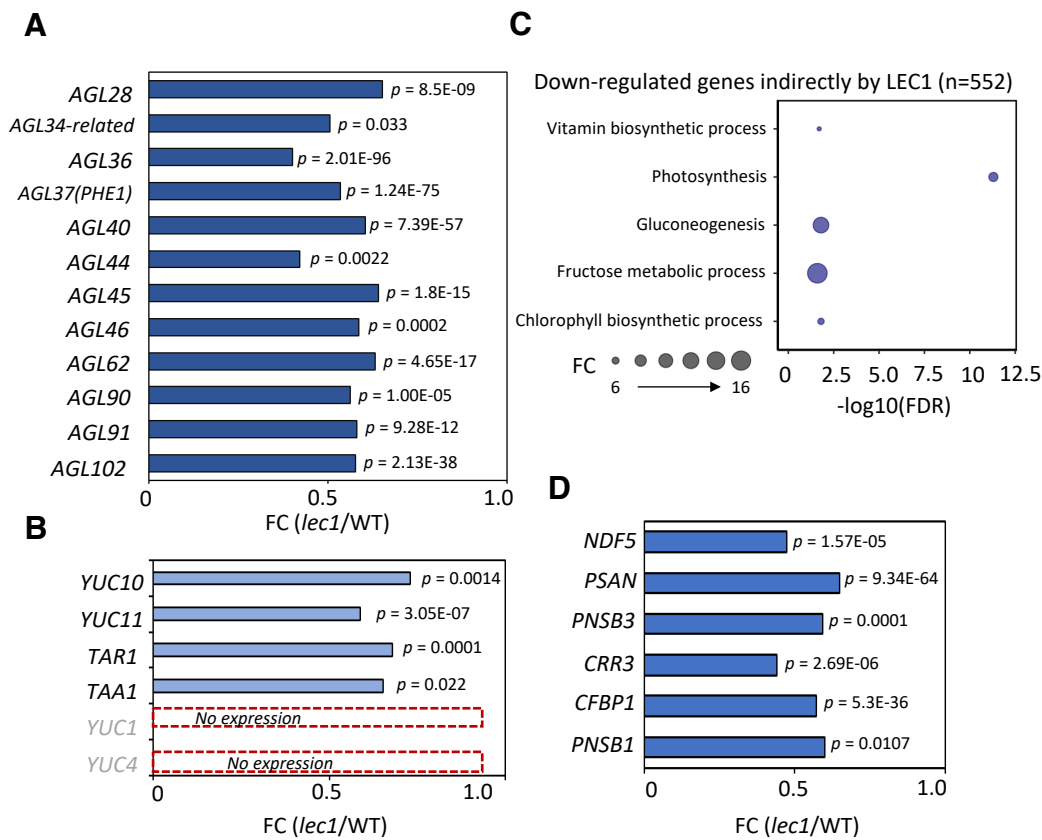 A
AGL28
p = 8.5E-09
AGL34-related
p = 0.033
AGL36
p = 2.01E-96
AGL37(PHE1)
p = 1.24E-75
AGL40
p = 7.39E-57
AGL44
p = 0.0022
AGL45
p = 1.8E-15
AGL46
p = 0.0002
AGL62
p = 4.65E-17
AGL90
p = 1.00E-05
AGL91
p = 9.28E-12
AGL102
p = 2.13E-38
0 0.5 1.0
FC (lec1/WT)
B
YUC10
p = 0.0014
YUC11
p = 3.05E-07
TAR1
p = 0.0001
TAA1
p = 0.022
YUC1
No expression
YUC4
No expression
0 0.5 1.0
FC (lec1/WT)
C
Down-regulated genes indirectly by LEC1 (n=552)
Vitamin biosynthetic process
Photosynthesis
Gluconeogenesis
Fructose metabolic process
Chlorophyll biosynthetic process
FC
6 16
0 2.5 5.0 10 12.5
-log10(FDR)
D
NDF5
p = 1.57E-05
PSAN
p = 9.34E-64
PNSB3
p = 0.0001
CRR3
p = 2.69E-06
CFBP1
p = 5.3E-36
PNSB1
p = 0.0107
0 0.5 1.0
FC (lec1/WT)